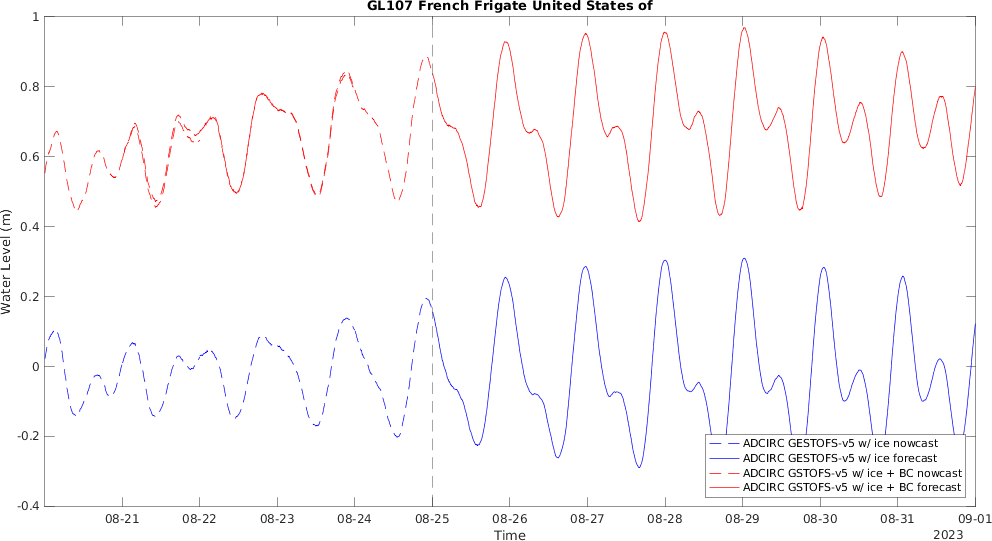 GL107 French Frigate United States of
1
0.8
0.6
0.4
0.2
0
-0.2
-0.4
Water Level (m)
ADCIRC GESTOFS-v5 w/ ice nowcast
ADCIRC GESTOFS-v5 w/ ice forecast
ADCIRC GSTOFS-v5 w/ ice + BC nowcast
ADCIRC GSTOFS-v5 w/ ice + BC forecast
08-21 08-22 08-23 08-24 08-25 08-26 08-27 08-28 08-29 08-30 08-31 09-01
Time
2023